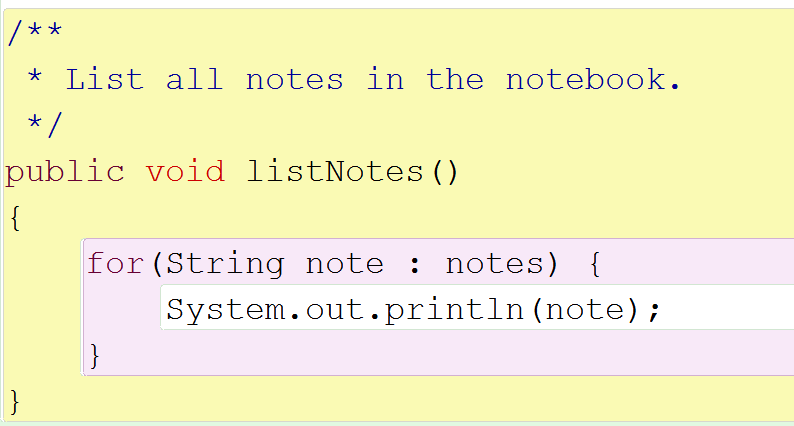 /**
 * List all notes in the notebook.
 */
public void listNotes()
{
    for(String note : notes) {
        System.out.println(note);
    }
}